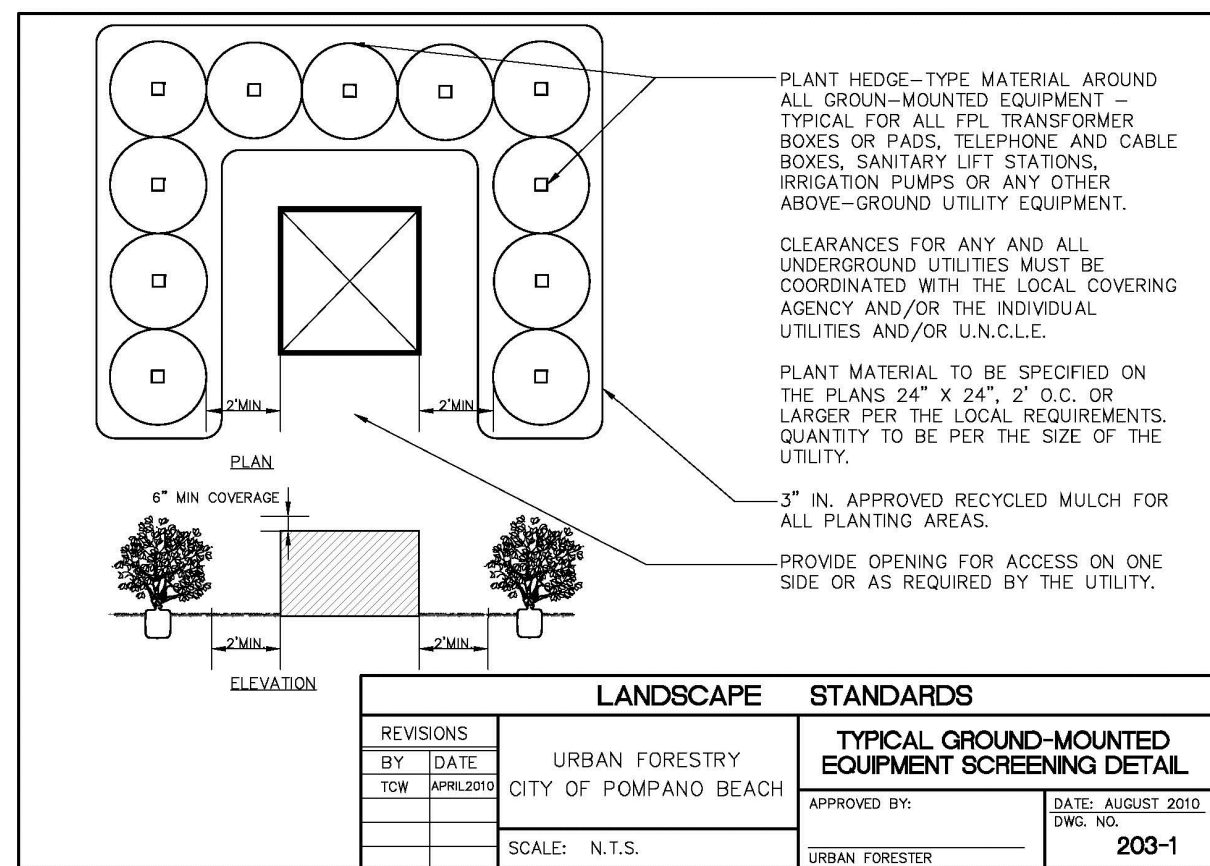 PLANT HEDGE-TYPE MATERIAL AROUND
ALL GROUN-MOUNTED EQUIPMENT –
TYPICAL FOR ALL FPL TRANSFORMER
BOXES OR PADS, TELEPHONE AND CABLE
BOXES, SANITARY LIFT STATIONS,
IRRIGATION PUMPS OR ANY OTHER
ABOVE-GROUND UTILITY EQUIPMENT.
CLEARANCES FOR ANY AND ALL
UNDERGROUND UTILITIES MUST BE
COORDINATED WITH THE LOCAL COVERING
AGENCY AND/OR THE INDIVIDUAL
UTILITIES AND/OR U.N.C.L.E.
PLANT MATERIAL TO BE SPECIFIED ON
THE PLANS 24" X 24", 2' O.C. OR
LARGER PER THE LOCAL REQUIREMENTS.
QUANTITY TO BE PER THE SIZE OF THE
UTILITY.
3" IN. APPROVED RECYCLED MULCH FOR
ALL PLANTING AREAS.
PROVIDE OPENING FOR ACCESS ON ONE
SIDE OR AS REQUIRED BY THE UTILITY.
2'MIN
2'MIN
PLAN
6" MIN COVERAGE
2'MIN.
2'MIN.
ELEVATION
LANDSCAPE STANDARDS
REVISIONS
BY DATE
TCW APRIL2010
URBAN FORESTRY
CITY OF POMPANO BEACH
SCALE: N.T.S.
TYPICAL GROUND-MOUNTED
EQUIPMENT SCREENING DETAIL
APPROVED BY:
URBAN FORESTER
DATE: AUGUST 2010
DWG. NO.
203-1